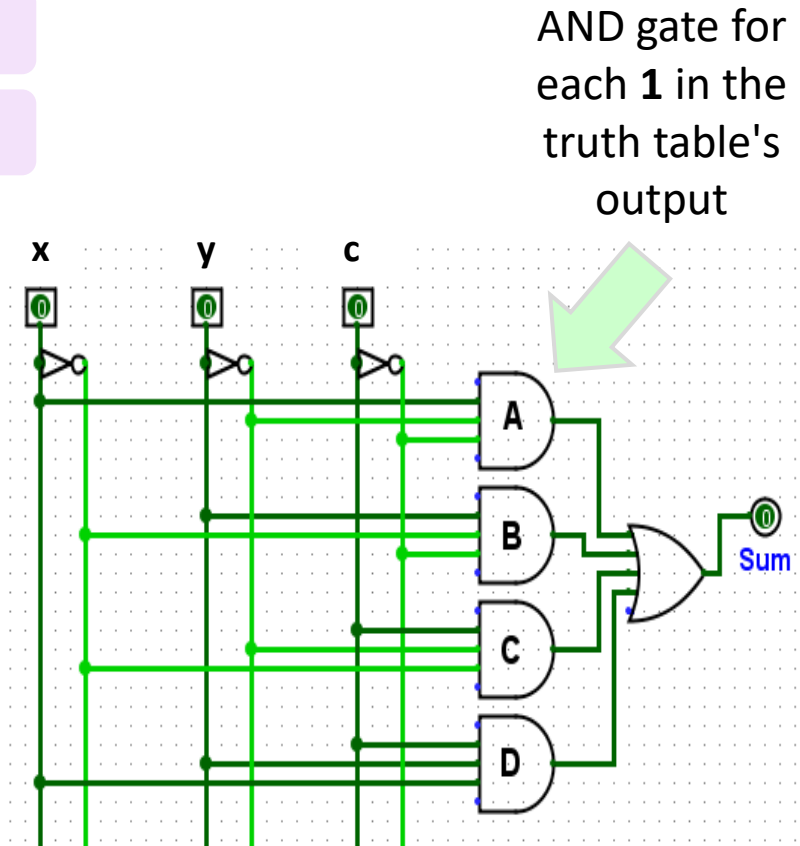 AND gate for
each 1 in the
truth table's
output
x y c
0 0 0
A
B
0
Sum
C
D